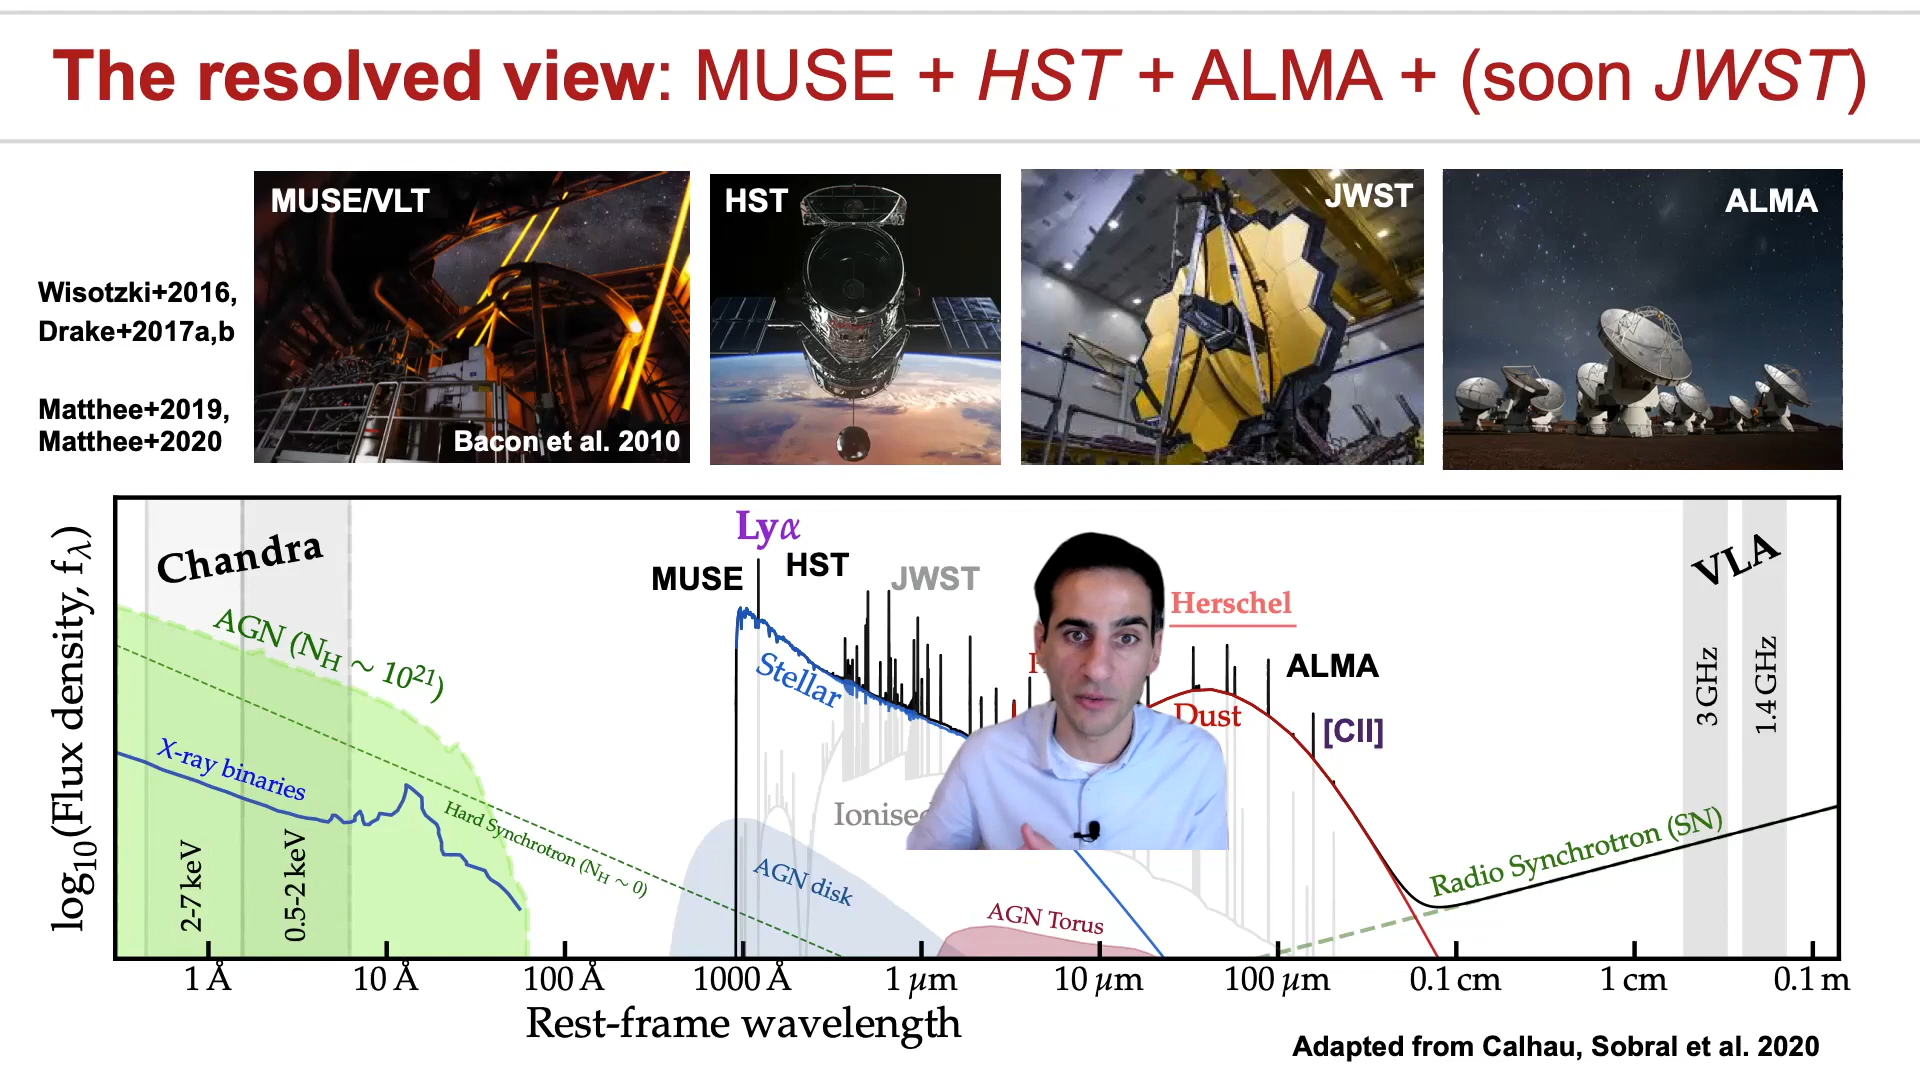 The resolved view: MUSE + HST + ALMA + (soon JWST)
MUSE/VLT
HST
JWST
ALMA
Wisotzki+2016,
Drake+2017a,b
Matthee+2019,
Matthee+2020
Bacon et al. 2010
log10(Flux density, fλ)
Chandra
AGN (NH ~ 10^21)
X-ray binaries
Hard Synchrotron (NH ~ 0)
2-7 keV
0.5-2 keV
Lyα
MUSE
HST
JWST
Stellar
AGN disk
AGN Torus
Herschel
ALMA
Dust
[CII]
VLA
3 GHz
1.4 GHz
Radio Synchrotron (SN)
1 Å
10 Å
100 Å
1000 Å
1 µm
10 µm
100 µm
0.1 cm
1 cm
0.1 m
Rest-frame wavelength
Adapted from Calhau, Sobral et al. 2020